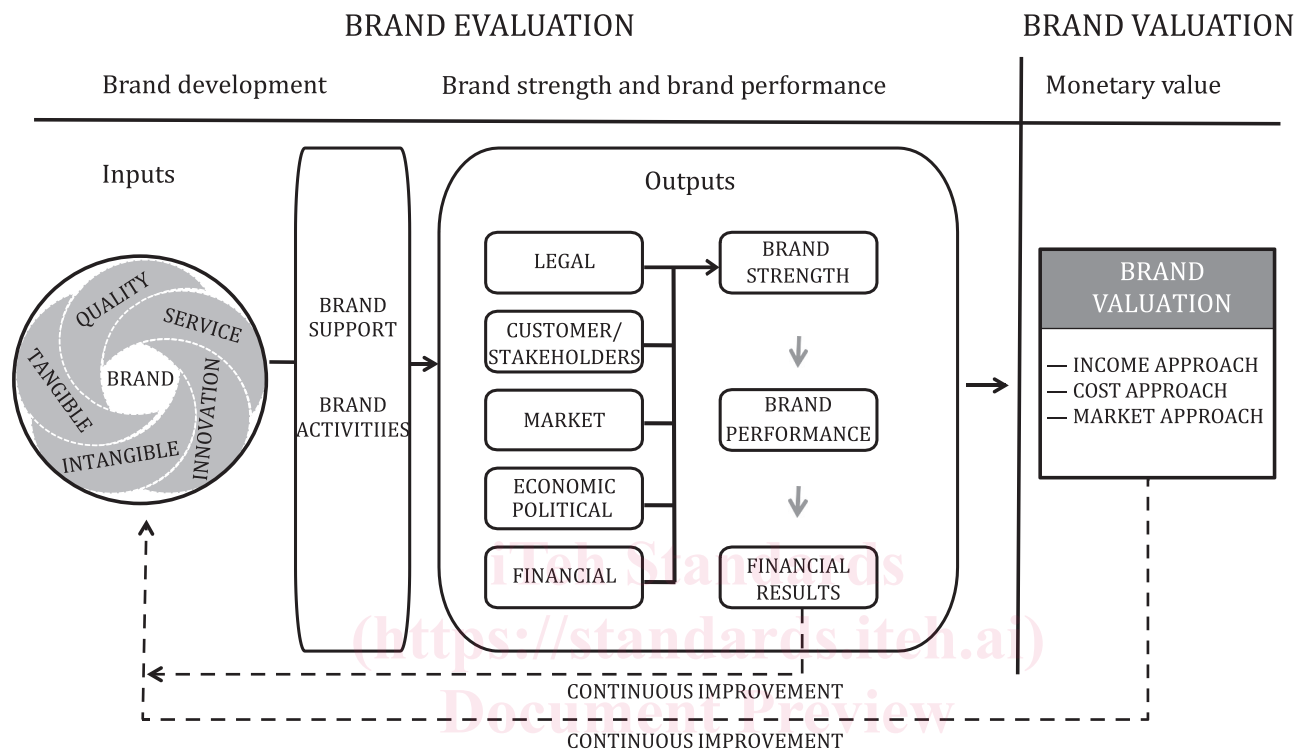 BRAND EVALUATION
BRAND VALUATION
Brand development
Brand strength and brand performance
Monetary value
Inputs
Outputs
QUALITY
SERVICE
TANGIBLE
BRAND
INNOVATION
INTANGIBLE
BRAND
SUPPORT
BRAND
ACTIVITIIES
LEGAL
CUSTOMER/
STAKEHOLDERS
MARKET
ECONOMIC
POLITICAL
FINANCIAL
BRAND
STRENGTH
BRAND
PERFORMANCE
FINANCIAL
RESULTS
BRAND
VALUATION
— INCOME APPROACH
— COST APPROACH
— MARKET APPROACH
iTeh Standards
(https://standards.iteh.ai)
Document Preview
CONTINUOUS IMPROVEMENT
CONTINUOUS IMPROVEMENT